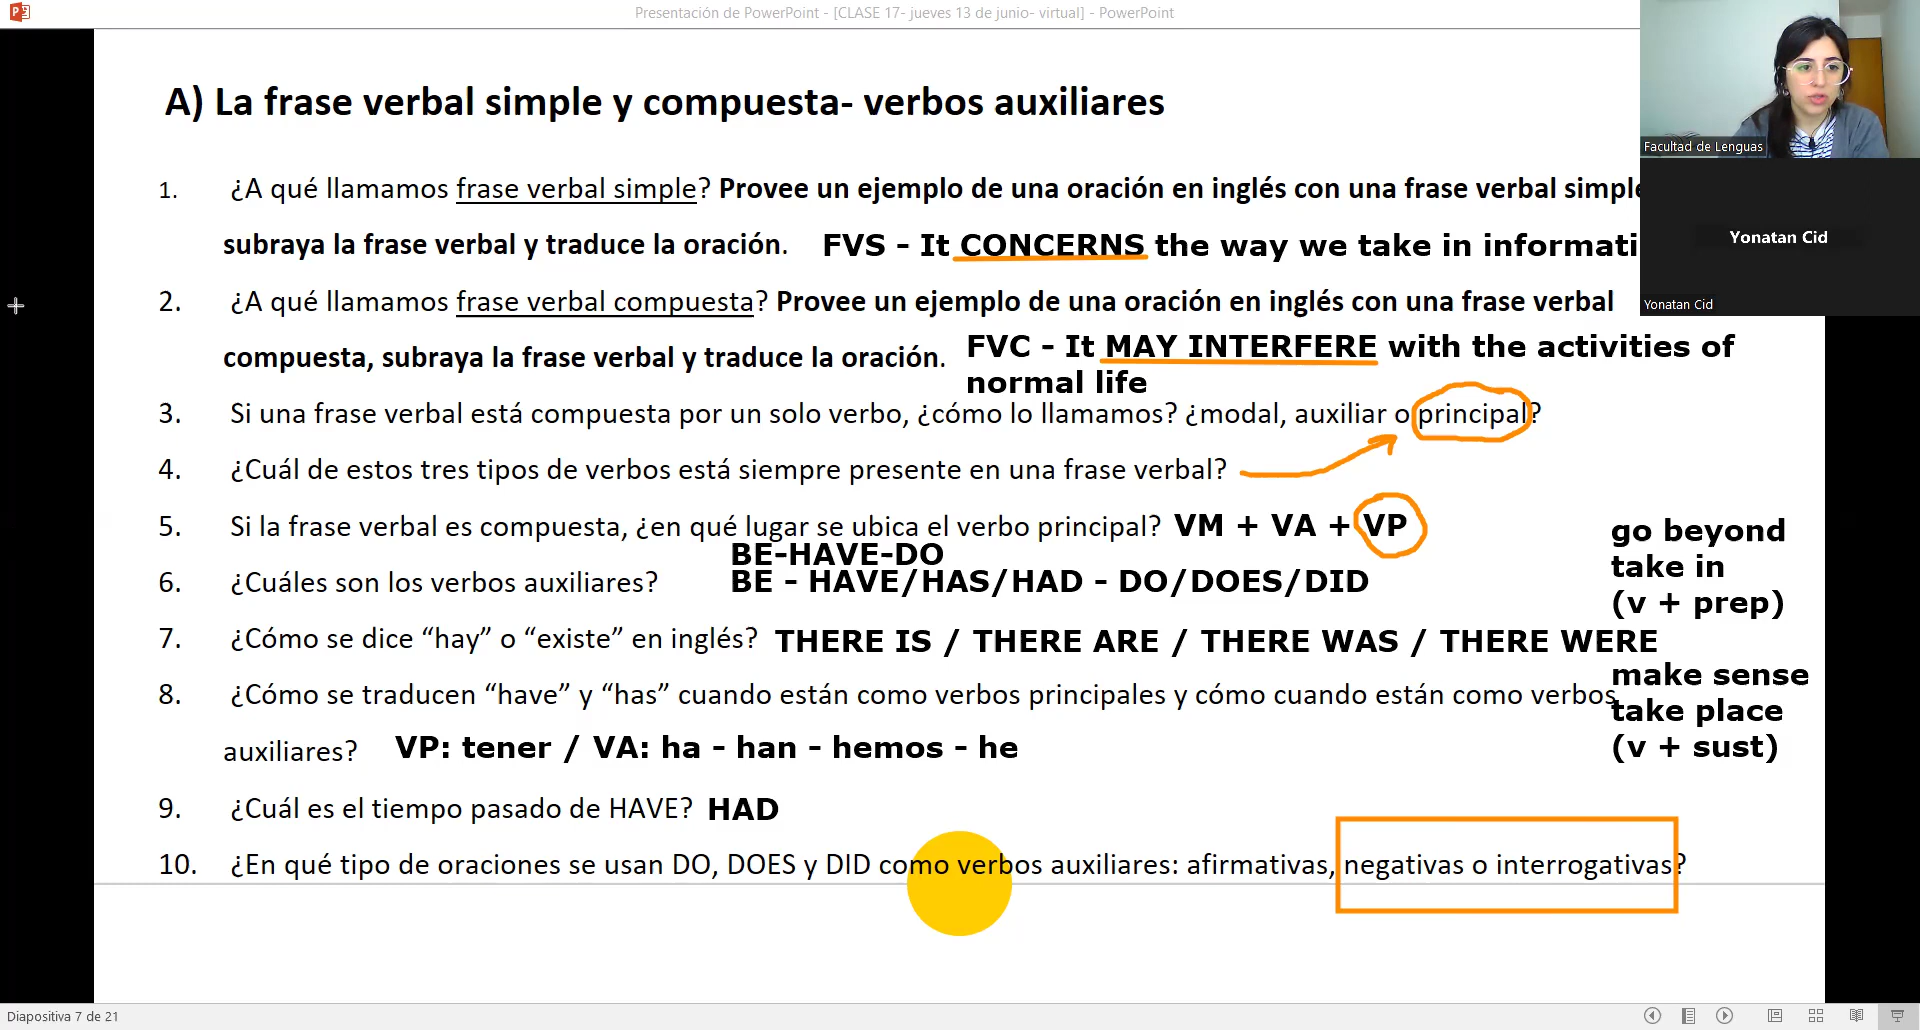 Presentación de PowerPoint - [CLASE 17- jueves 13 de junio- virtual] - PowerPoint
A) La frase verbal simple y compuesta- verbos auxiliares
Facultad de Lenguas
1. ¿A qué llamamos frase verbal simple? Provee un ejemplo de una oración en inglés con una frase verbal simple
subraya la frase verbal y traduce la oración. FVS - It CONCERNS the way we take in informati
Yonatan Cid
2. ¿A qué llamamos frase verbal compuesta? Provee un ejemplo de una oración en inglés con una frase verbal
Yonatan Cid
compuesta, subraya la frase verbal y traduce la oración. FVC - It MAY INTERFERE with the activities of
normal life
3. Si una frase verbal está compuesta por un solo verbo, ¿cómo lo llamamos? ¿modal, auxiliar o principal?
4. ¿Cuál de estos tres tipos de verbos está siempre presente en una frase verbal?
5. Si la frase verbal es compuesta, ¿en qué lugar se ubica el verbo principal? VM + VA + VP
BE-HAVE-DO
6. ¿Cuáles son los verbos auxiliares? BE - HAVE/HAS/HAD - DO/DOES/DID
go beyond
take in
(v + prep)
7. ¿Cómo se dice “hay” o “existe” en inglés? THERE IS / THERE ARE / THERE WAS / THERE WERE
8. ¿Cómo se traducen “have” y “has” cuando están como verbos principales y cómo cuando están como verbos
auxiliares? VP: tener / VA: ha - han - hemos - he
make sense
take place
(v + sust)
9. ¿Cuál es el tiempo pasado de HAVE? HAD
10. ¿En qué tipo de oraciones se usan DO, DOES y DID como verbos auxiliares: afirmativas, negativas o interrogativas?
Diapositiva 7 de 21